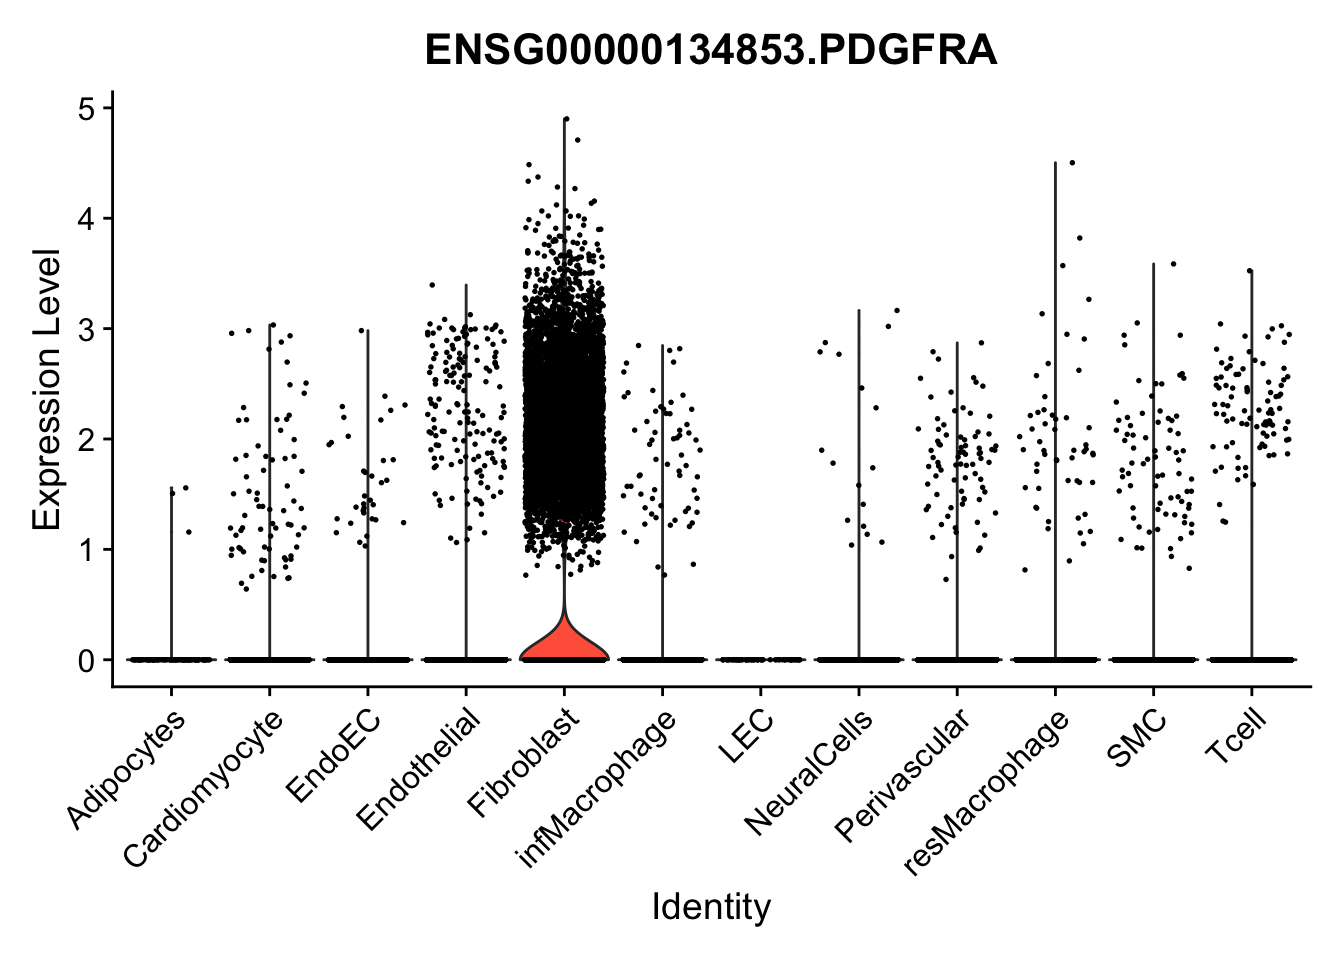 ENSG00000134853.PDGFRA
Expression Level
5
4
3
2
1
0
Adipocytes
Cardiomyocyte
EndoEC
Endothelial
Fibroblast
infMacrophage
LEC
NeuralCells
Perivascular
resMacrophage
SMC
Tcell
Identity